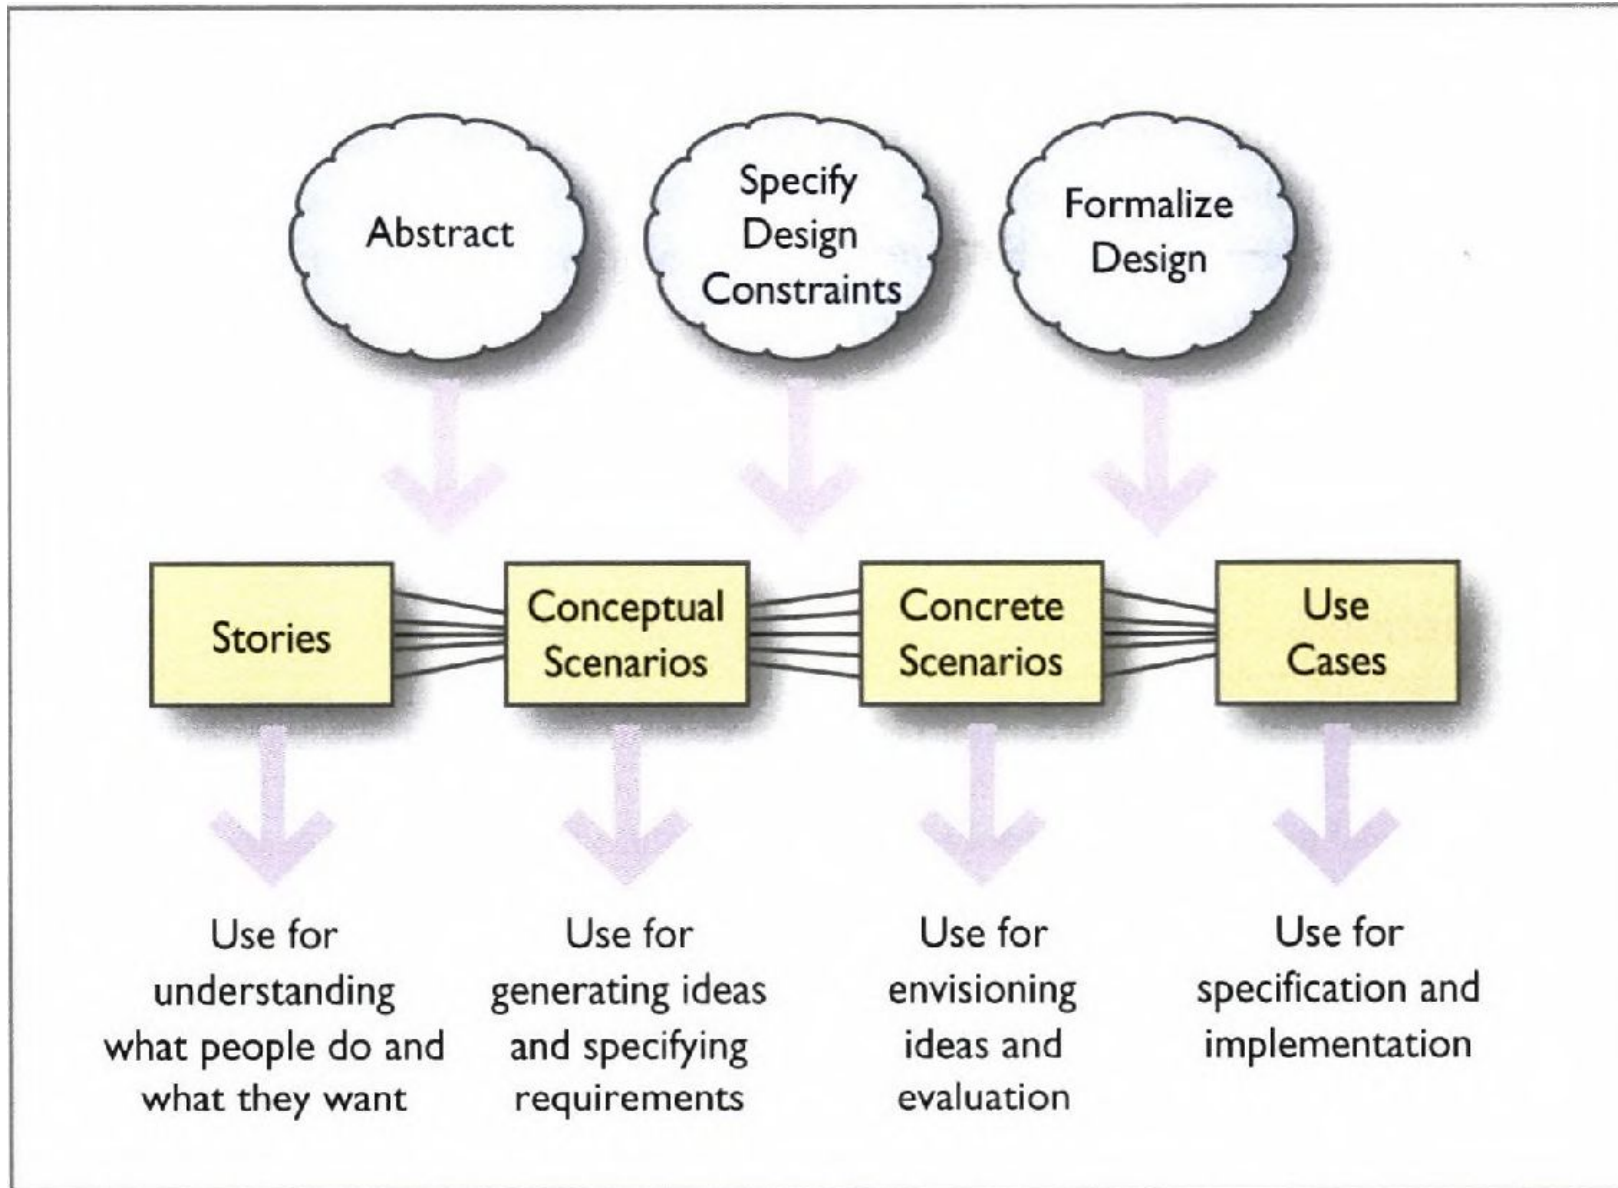 Abstract
Specify
Design
Constraints
Formalize
Design
Stories
Conceptual
Scenarios
Concrete
Scenarios
Use
Cases
Use for
understanding
what people do and
what they want
Use for
generating ideas
and specifying
requirements
Use for
envisioning
ideas and
evaluation
Use for
specification and
implementation